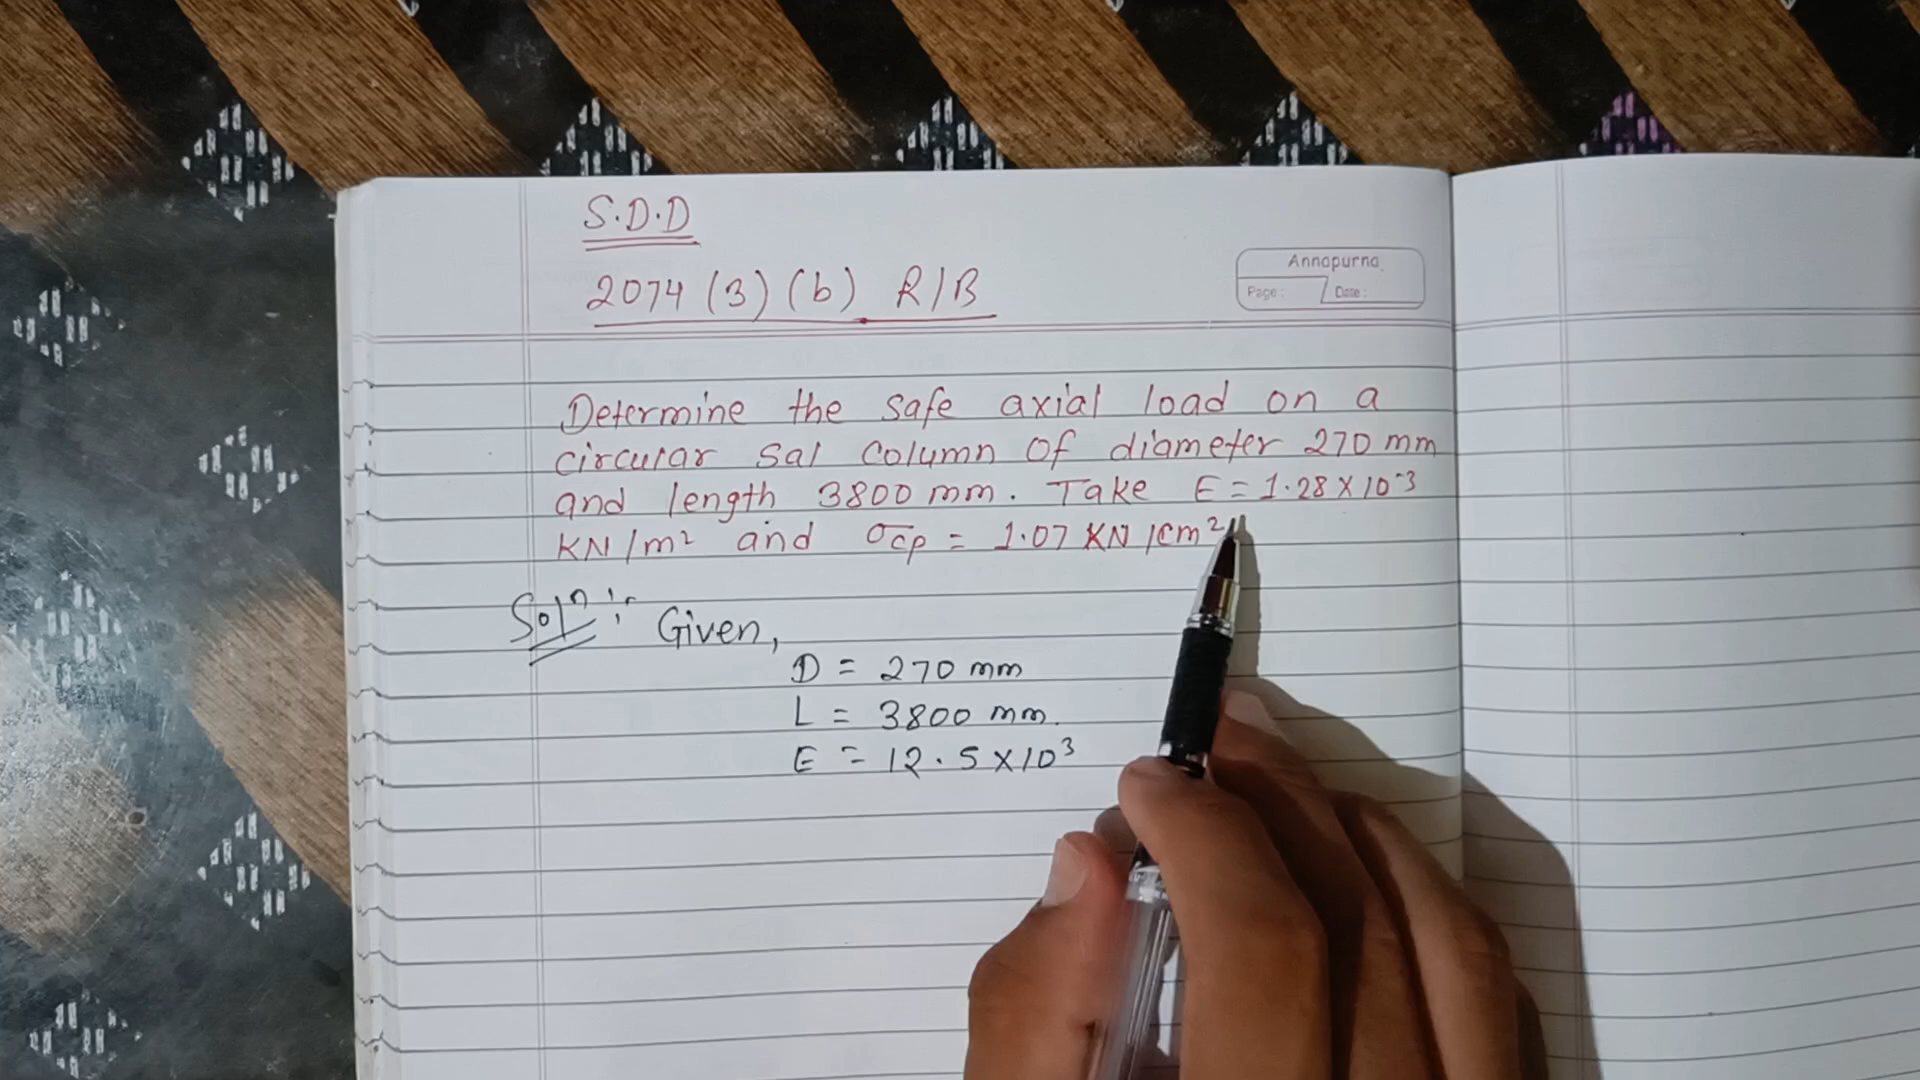 S.D.D
2074 (3) (b) R/B
Annapurna
Page: Date:
Determine the safe axial load on a
circular sal column of diameter 270 mm
and length 3800 mm. Take E = 1.28 X 10-3
KN/m² and σcp = 1.07 KN/cm²
Solⁿ: Given,
D = 270 mm
L = 3800 mm.
E = 12.5 X 10³